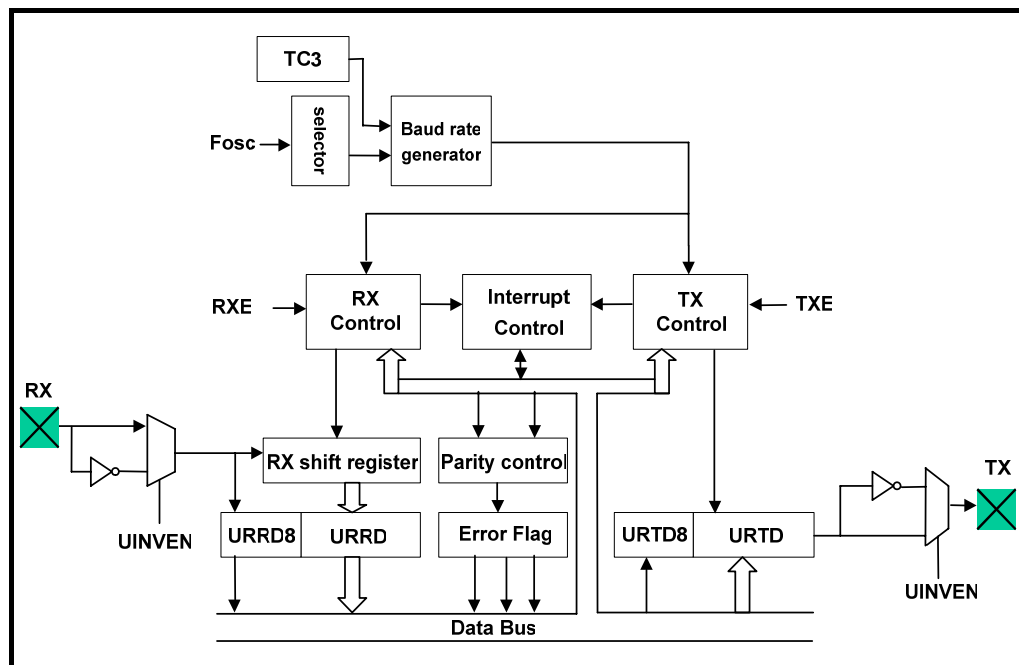 TC3
Fosc
selector
Baud rate
generator
RXE
RX
Control
Interrupt
Control
TX
Control
TXE
RX
RX shift register
Parity control
TX
UINVEN
URRD8
URRD
Error Flag
URTD8
URTD
UINVEN
Data Bus